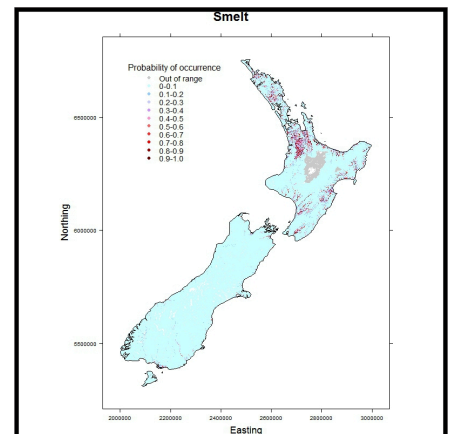 Smelt
Probability of occurrence
Out of range
0-0.1
0.1-0.2
0.2-0.3
0.3-0.4
0.4-0.5
0.5-0.6
0.6-0.7
0.7-0.8
0.8-0.9
0.9-1.0
Northing
6500000
6000000
5500000
2000000 2200000 2400000 2600000 2800000 3000000
Easting